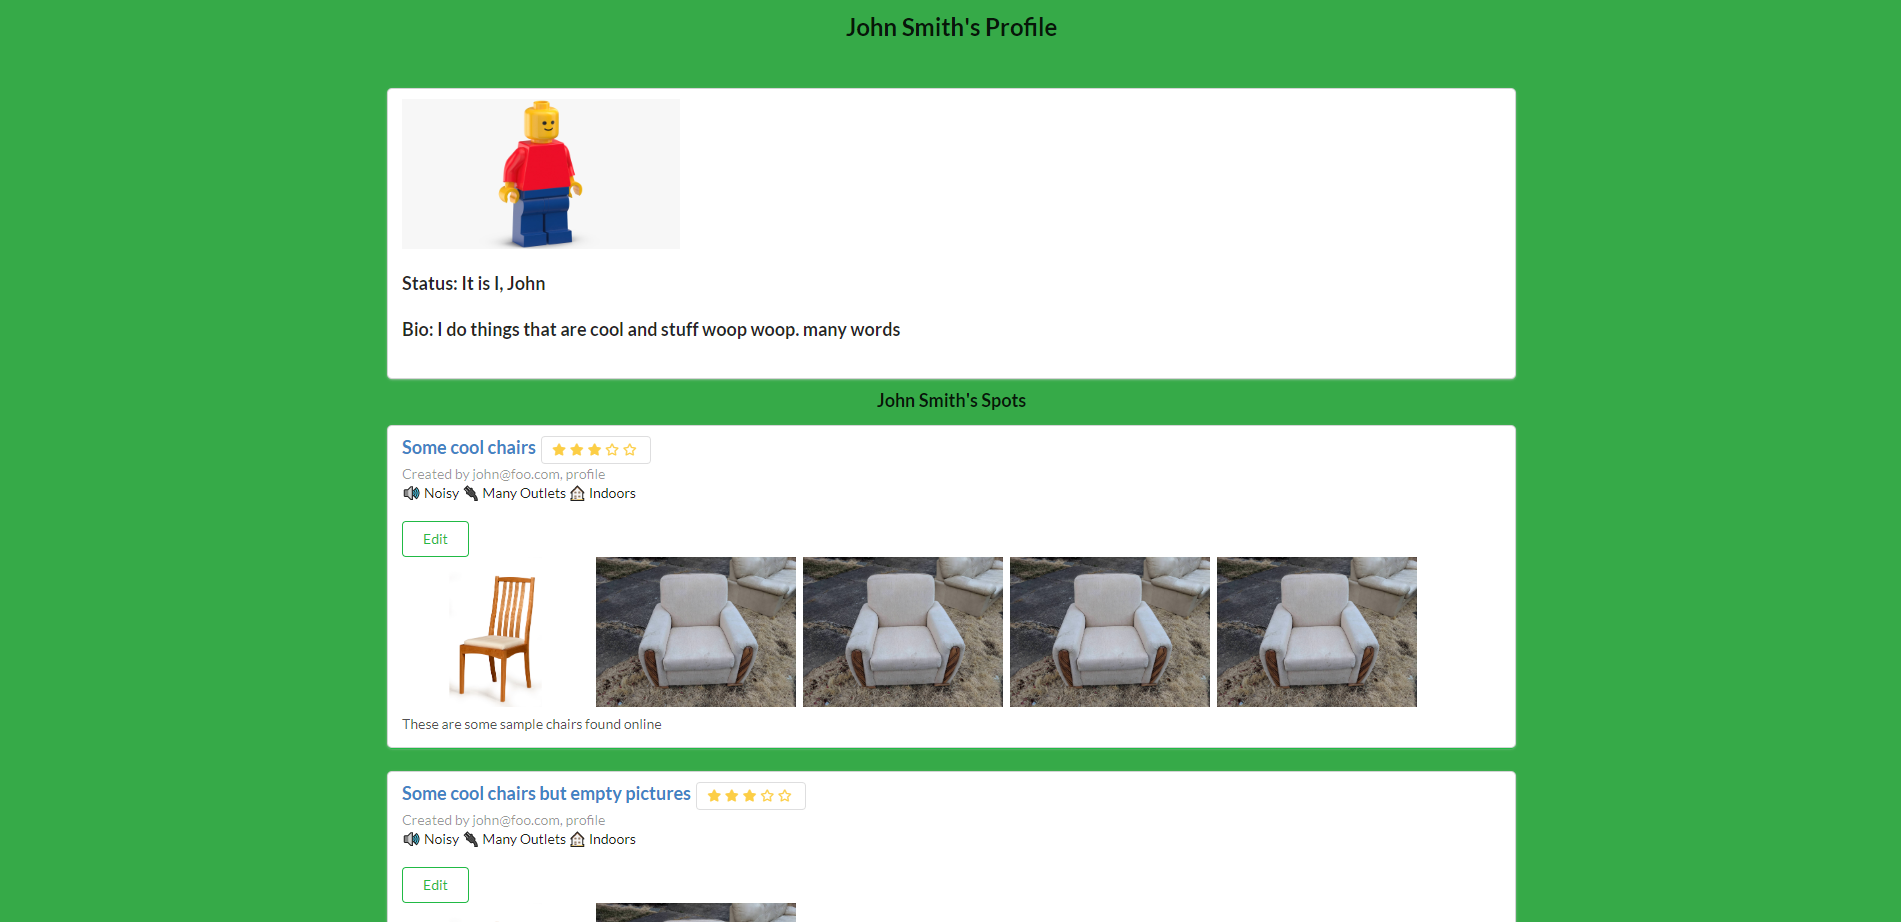 John Smith's Profile
Status: It is I, John
Bio: I do things that are cool and stuff woop woop. many words
John Smith's Spots
Some cool chairs
Created by john@foo.com, profile
Noisy Many Outlets Indoors
Edit
These are some sample chairs found online
Some cool chairs but empty pictures
Created by john@foo.com, profile
Noisy Many Outlets Indoors
Edit